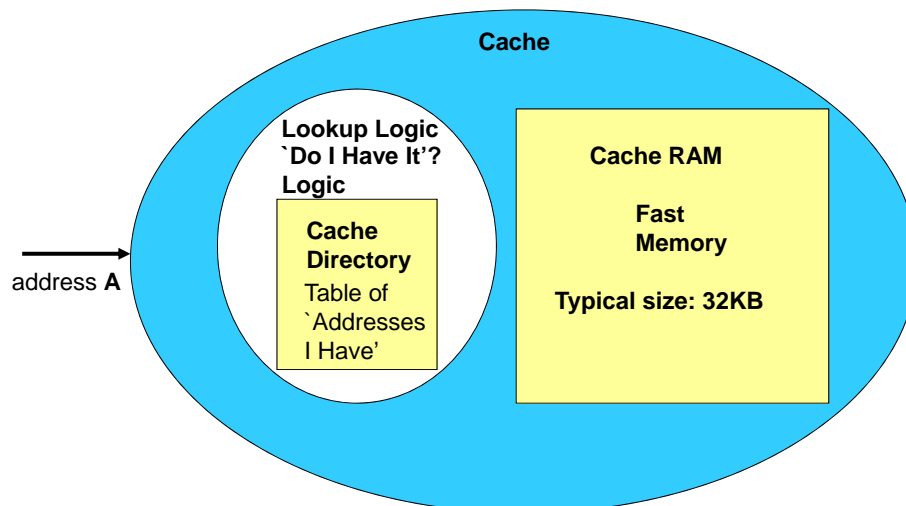 Cache
Lookup Logic
`Do I Have It’?
Logic
Cache
Directory
Table of
`Addresses
I Have’
Cache RAM
Fast
Memory
Typical size: 32KB
address A